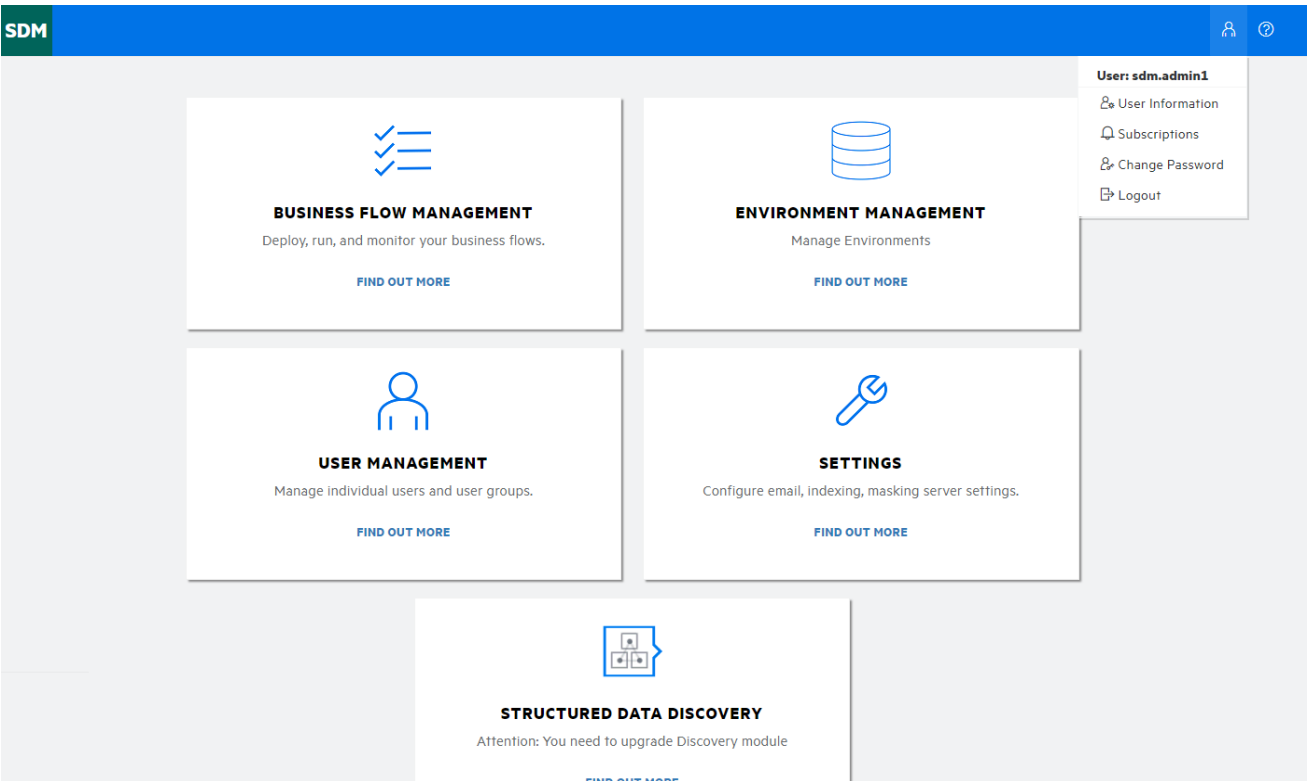 SDM
User: sdm.admin1
User Information
Subscriptions
Change Password
Logout
BUSINESS FLOW MANAGEMENT
Deploy, run, and monitor your business flows.
FIND OUT MORE
ENVIRONMENT MANAGEMENT
Manage Environments
FIND OUT MORE
USER MANAGEMENT
Manage individual users and user groups.
FIND OUT MORE
SETTINGS
Configure email, indexing, masking server settings.
FIND OUT MORE
STRUCTURED DATA DISCOVERY
Attention: You need to upgrade Discovery module
FIND OUT MORE